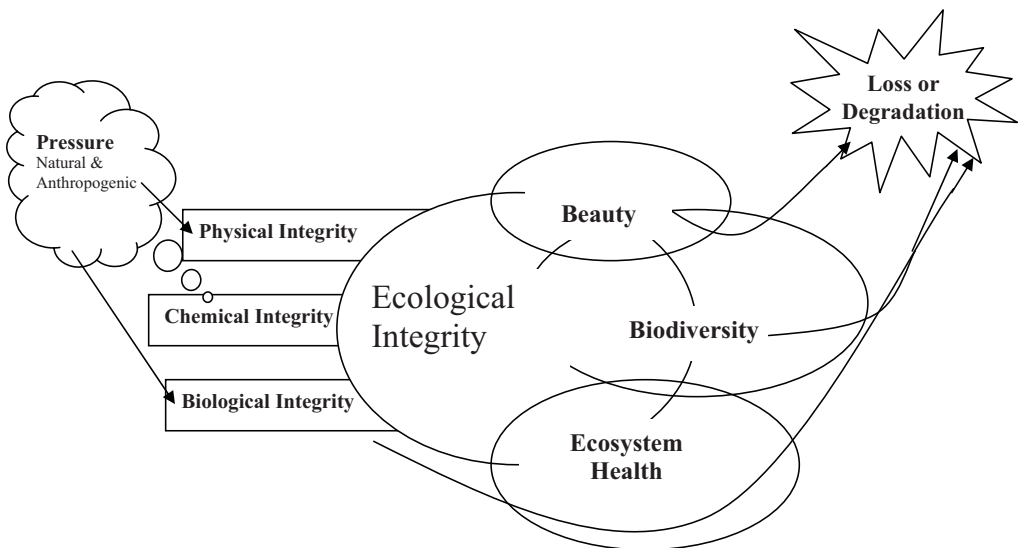 Loss or
Degradation
Pressure
Natural &
Anthropogenic
Physical Integrity
Chemical Integrity
Biological Integrity
Ecological
Integrity
Beauty
Biodiversity
Ecosystem
Health